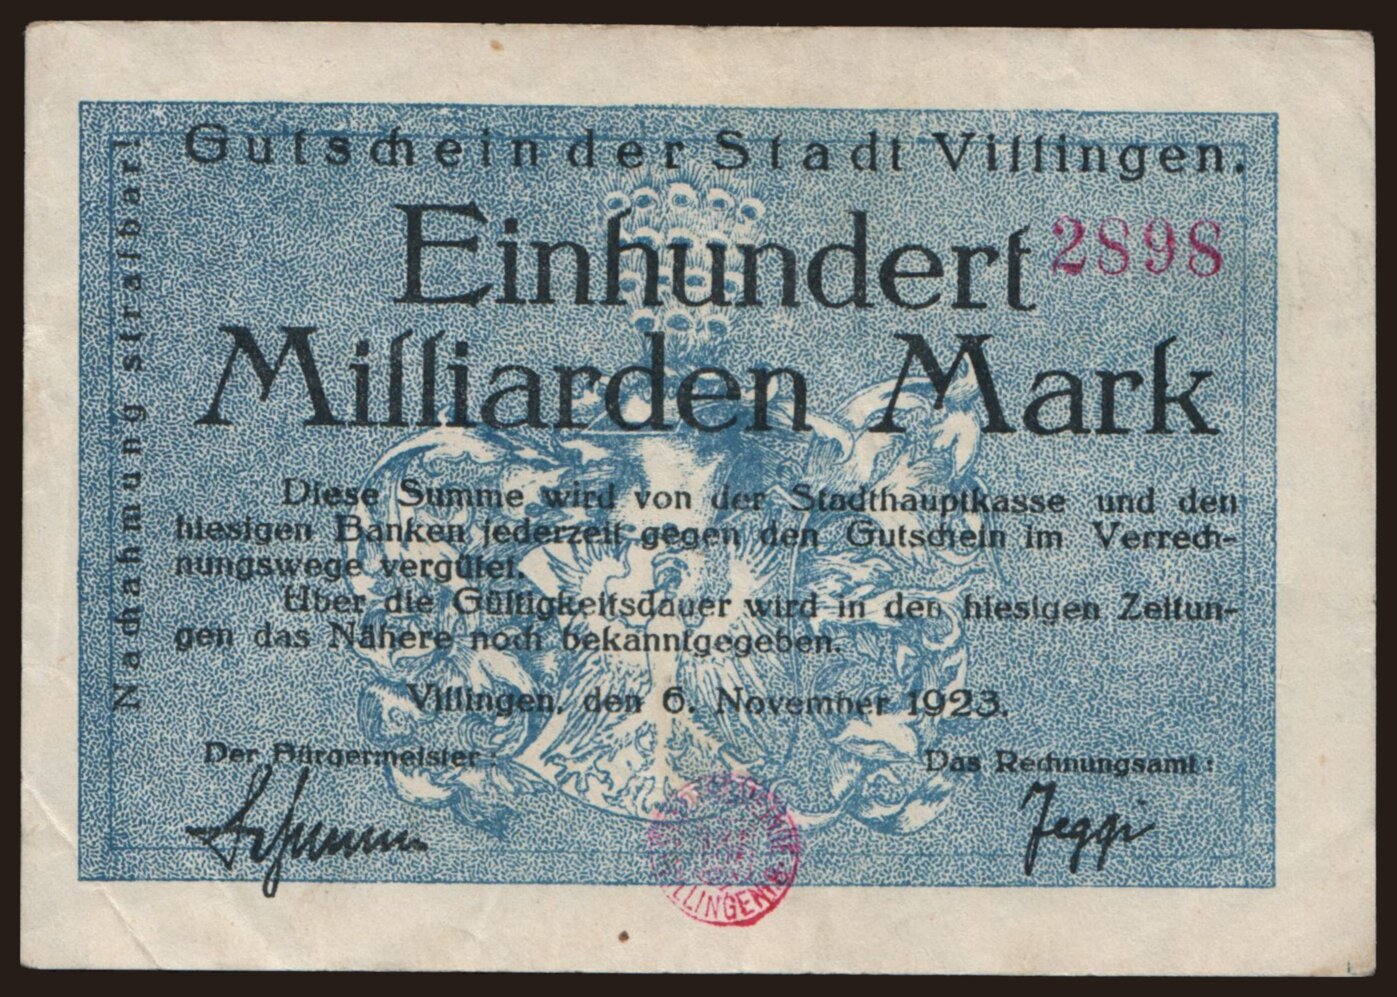 Gutschein der Stadt Villingen.
Nachahmung strafbar!
Einhundert
2898
Milliarden Mark
Diese Summe wird von der Stadthauptkasse und den
hiesigen Banken jederzeit gegen den Gutschein im Verrech-
nungswege vergütet.
Über die Gültigkeitsdauer wird in den hiesigen Zeitun-
gen das Nähere noch bekanntgegeben.
Villingen, den 6. November 1923.
Der Bürgermeister:
Das Rechnungsamt:
Jeggi